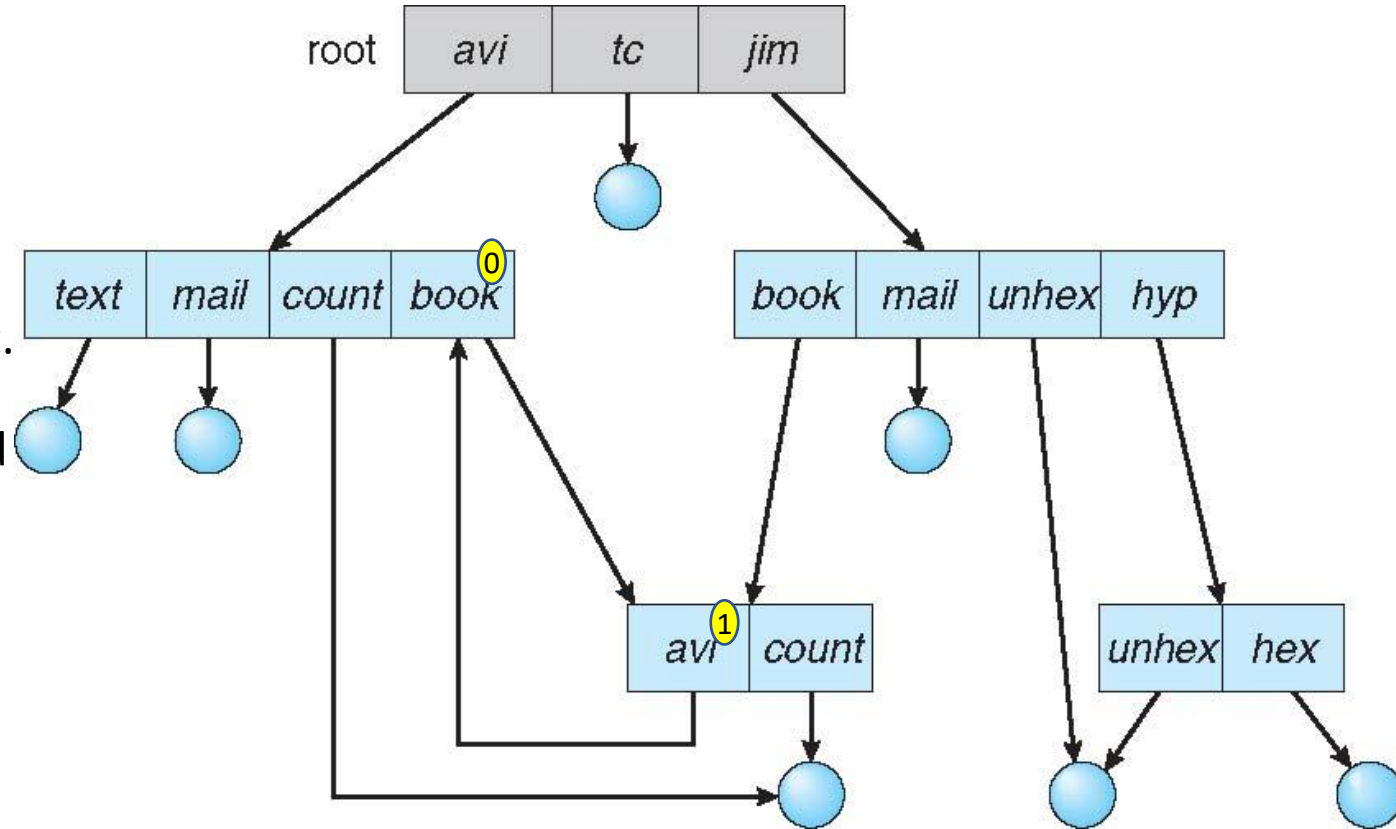 root avi tc jim
0
text mail count book book mail unhex hyp
.
1
avi count unhex hex